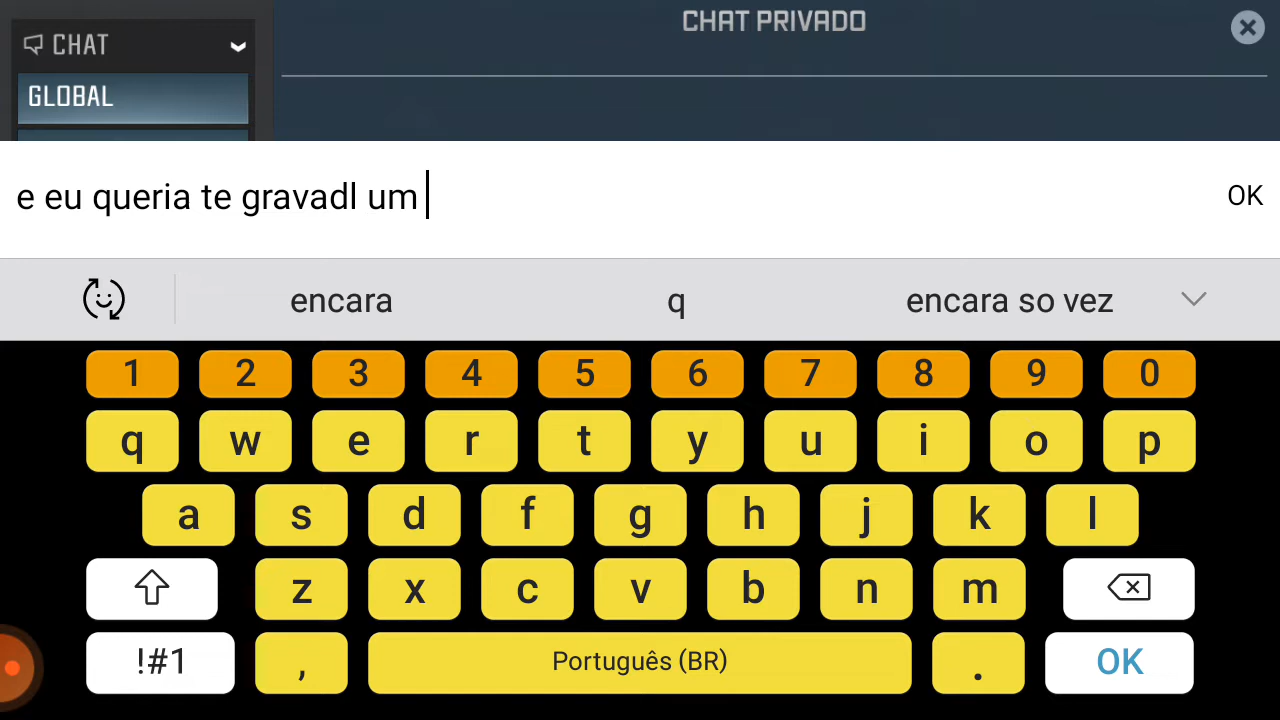 CHAT PRIVADO
CHAT
GLOBAL
e eu queria te gravadl um
OK
encara q encara so vez
1 2 3 4 5 6 7 8 9 0
q w e r t y u i o p
a s d f g h j k l
z x c v b n m
!#1 , Português (BR) . OK